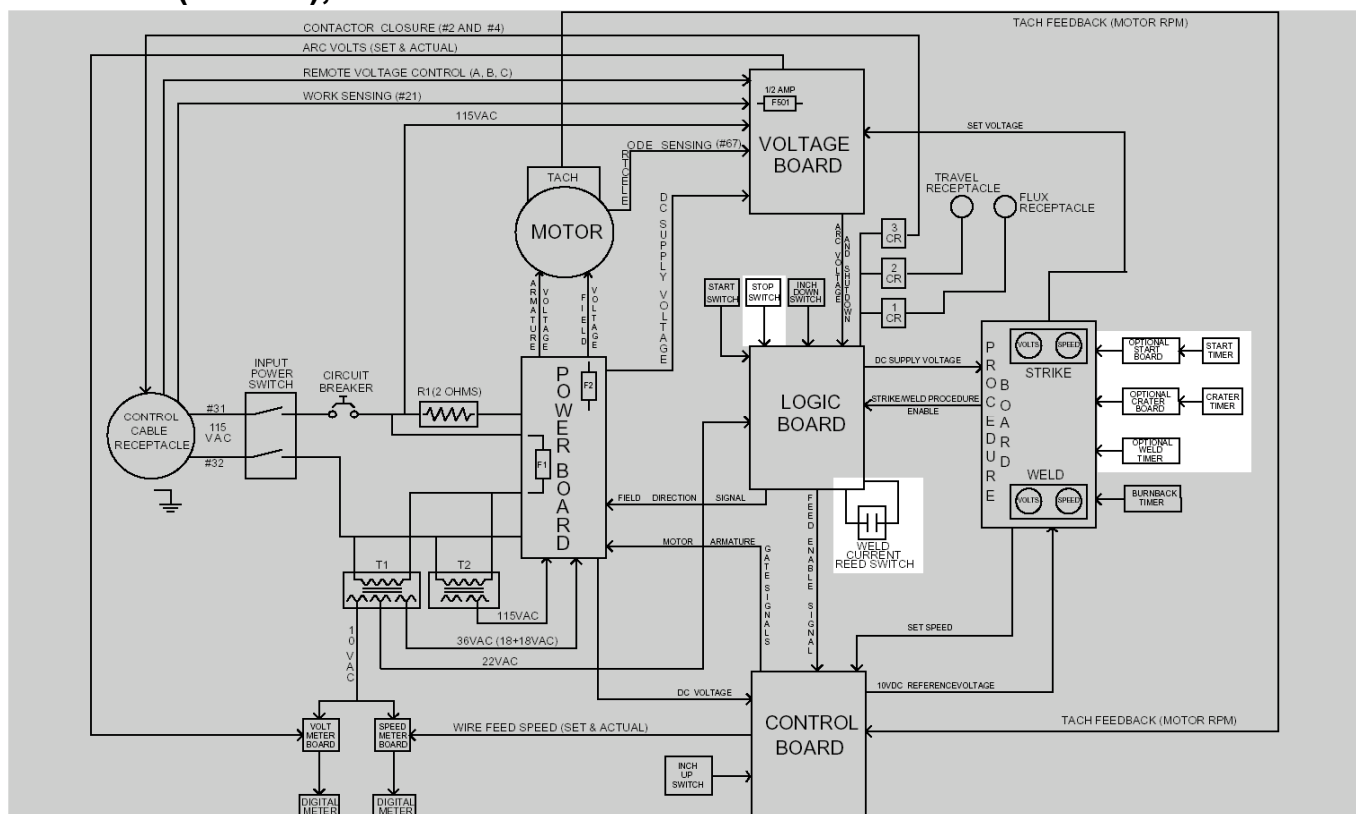 TACH FEEDBACK (MOTOR RPM)
CONTACTOR CLOSURE (#2 AND #4)
ARC VOLTS (SET & ACTUAL)
REMOTE VOLTAGE CONTROL (A, B, C)
WORK SENSING (#21)
115VAC
1/2 AMP
F501
VOLTAGE
BOARD
SET VOLTAGE
ODE SENSING (#67)
RTCELE
TACH
MOTOR
DC SUPPLY VOLTAGE
TRAVEL
RECEPTACLE
FLUX
RECEPTACLE
3
CR
2
CR
1
CR
ARC VOLTAGE
AND SHUTDOWN
START
SWITCH
STOP
SWITCH
INCH
DOWN
SWITCH
ARMATURE
VOLTAGE
FIELD
VOLTAGE
INPUT
POWER
SWITCH
CIRCUIT
BREAKER
R1(2 OHMS)
CONTROL
CABLE
RECEPTACLE
#31
115
VAC
#32
POWER BOARD
F2
F1
LOGIC
BOARD
DC SUPPLY VOLTAGE
STRIKE/WELD PROCEDURE
ENABLE
PROCEDURE
BOARD
VOLTS
SPEED
STRIKE
WELD
VOLTS
SPEED
OPTIONAL
START
BOARD
START
TIMER
OPTIONAL
CRATER
BOARD
CRATER
TIMER
OPTIONAL
WELD
TIMER
BURNBACK
TIMER
FIELD DIRECTION SIGNAL
MOTOR ARMATURE
GATE SIGNALS
FEED ENABLE SIGNAL
WELD
CURRENT
REED SWITCH
T1
T2
115VAC
36VAC (18+18VAC)
22VAC
10 VAC
SET SPEED
DC VOLTAGE
10VDC REFERENCEVOLTAGE
CONTROL
BOARD
TACH FEEDBACK (MOTOR RPM)
VOLT
METER
BOARD
SPEED
METER
BOARD
WIRE FEED SPEED (SET & ACTUAL)
INCH
UP
SWITCH
DIGITAL
METER
DIGITAL
METER